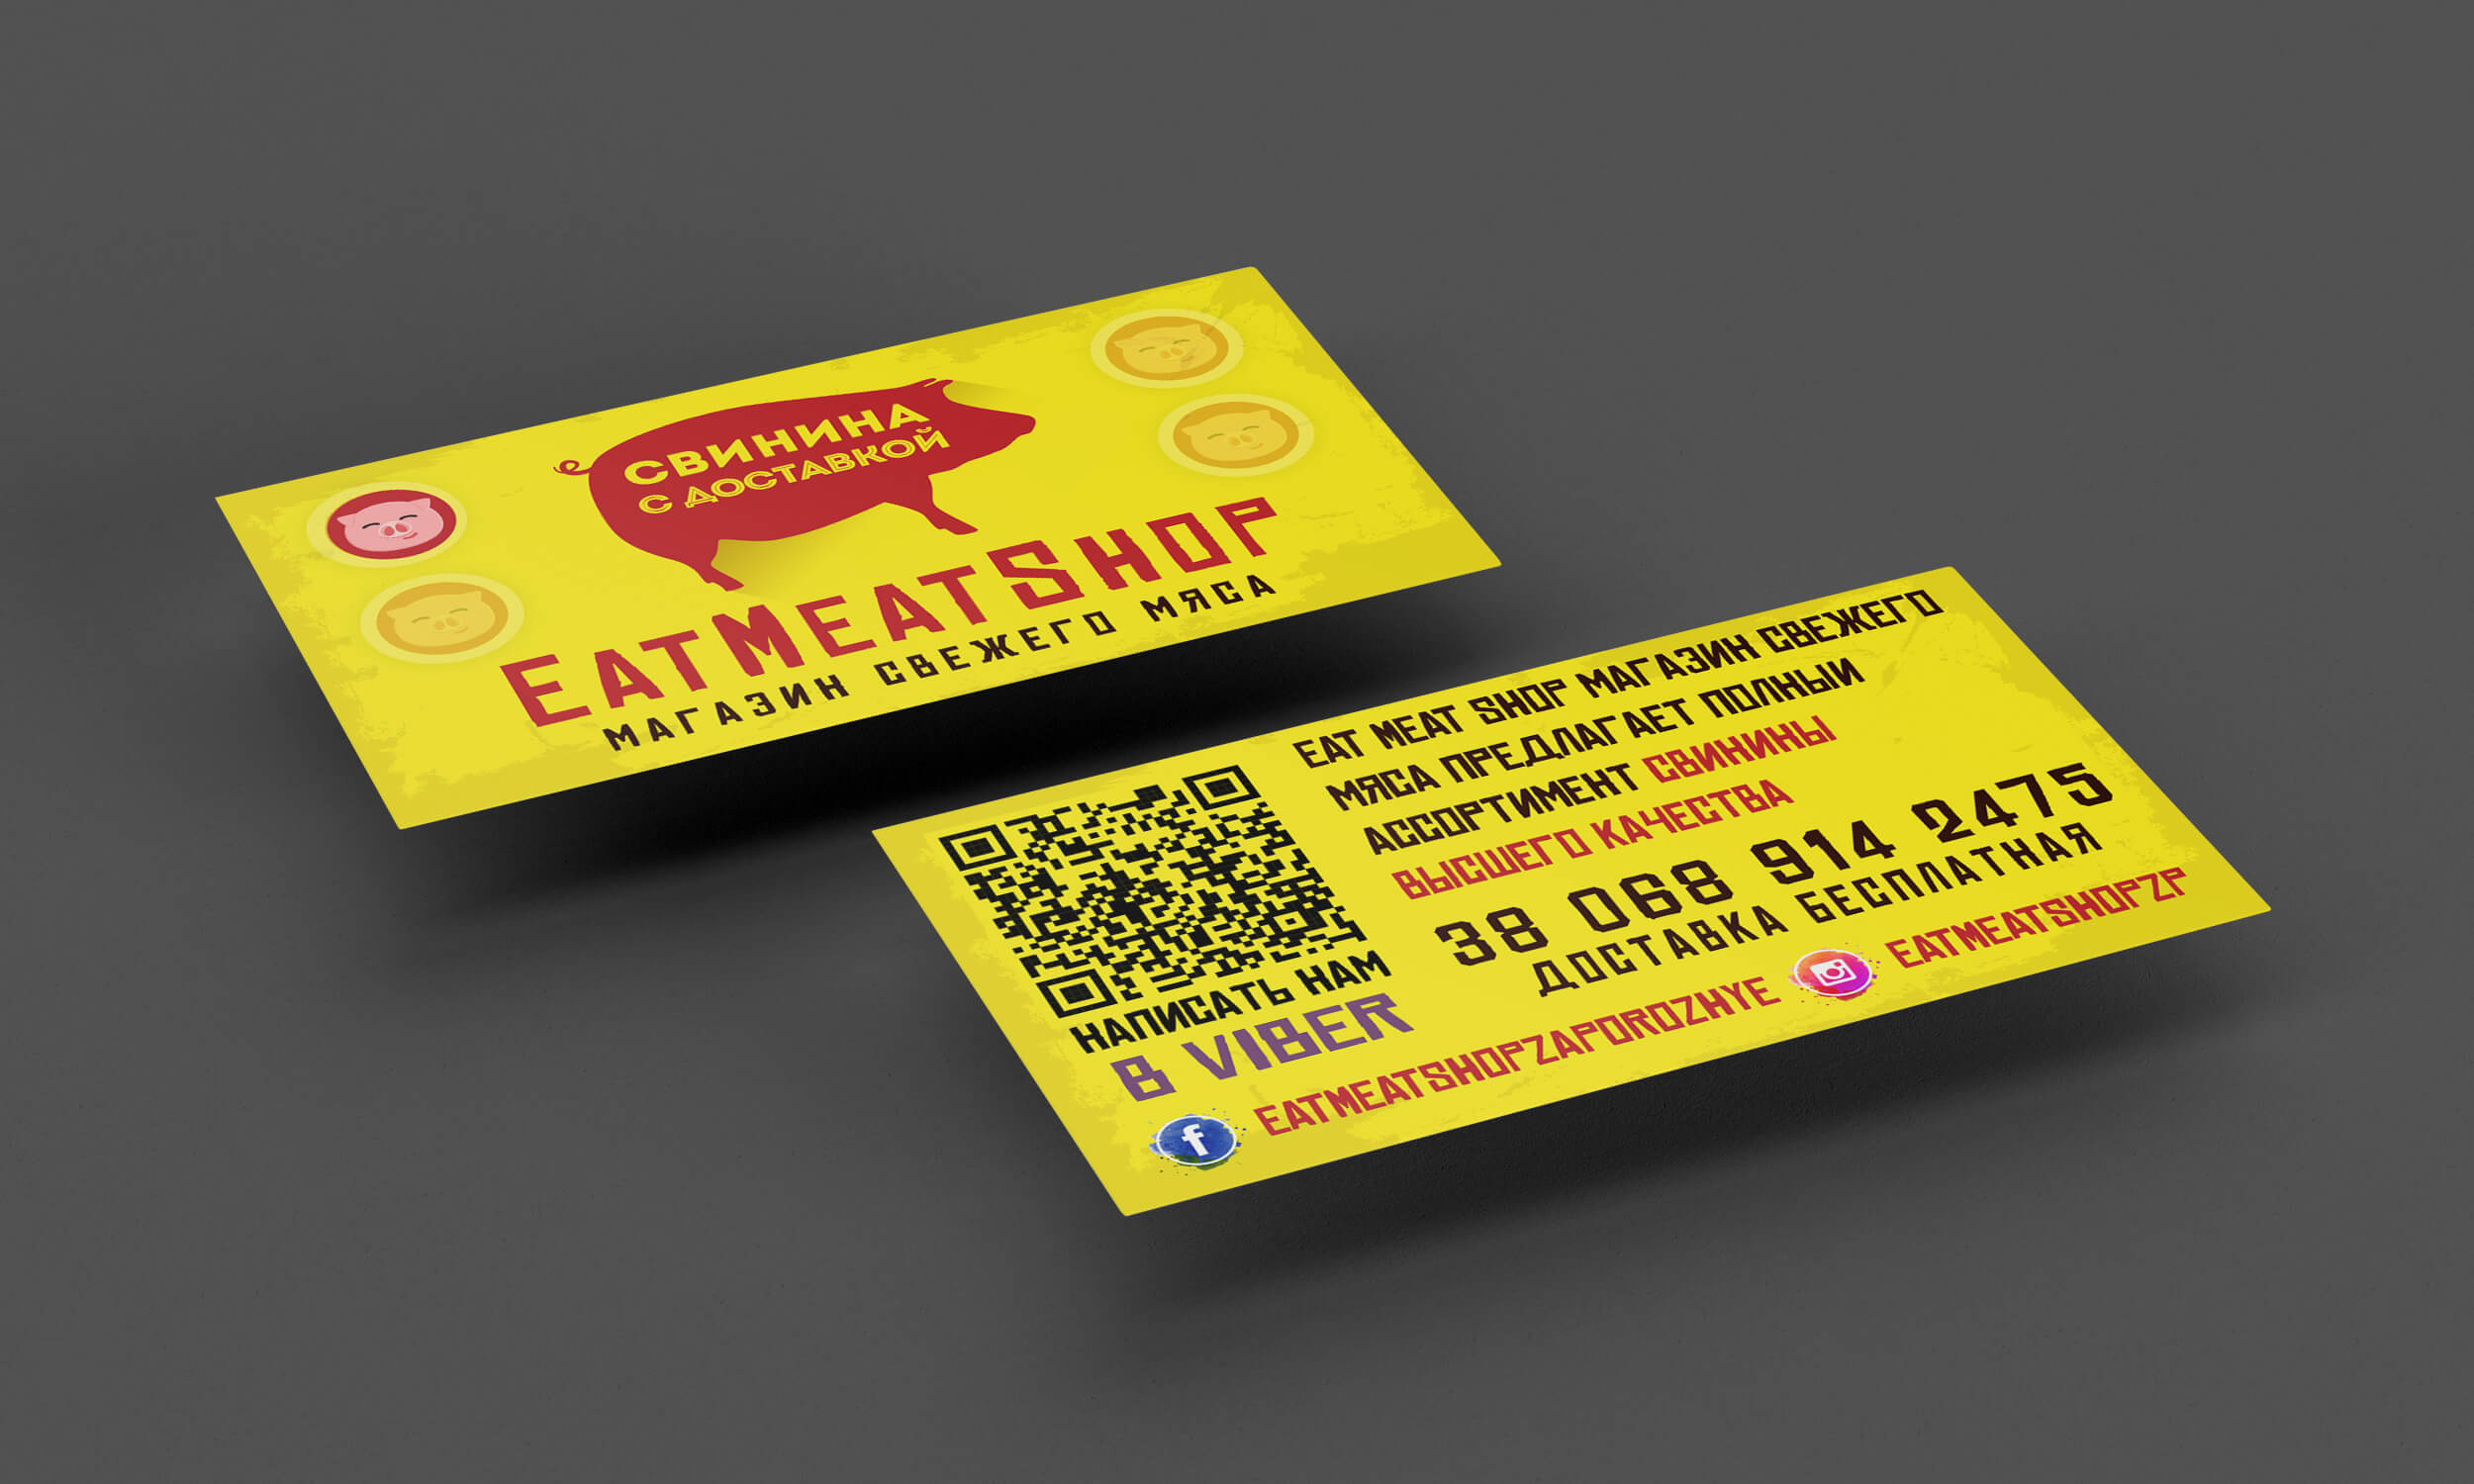 СВИНИНА
С ДОСТАВКОЙ
EATMEATSHOP
МАГАЗИН СВЕЖЕГО МЯСА
EAT MEAT SHOP МАГАЗИН СВЕЖЕГО
МЯСА ПРЕДЛАГАЕТ ПОЛНЫЙ
АССОРТИМЕНТ СВИНИНЫ
ВЫСШЕГО КАЧЕСТВА
38 068 914 2475
ДОСТАВКА БЕСПЛАТНАЯ
НАПИСАТЬ НАМ
В VIBER
EATMEATSHOPZAPOROZHYE
EATMEATSHOPZP